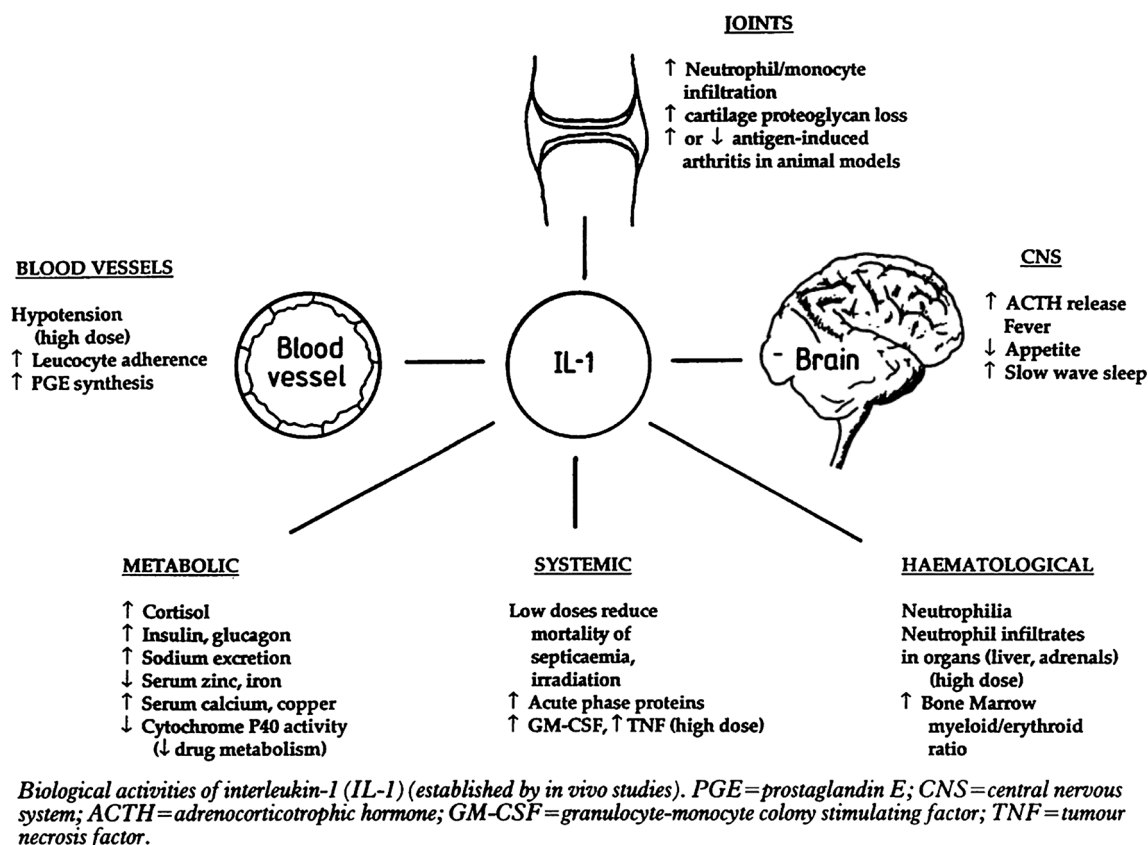 JOINTS
↑ Neutrophil/monocyte
infiltration
↑ cartilage proteoglycan loss
↑ or ↓ antigen-induced
arthritis in animal models
BLOOD VESSELS
Hypotension
(high dose)
↑ Leucocyte adherence
↑ PGE synthesis
Blood
vessel
IL-1
Brain
CNS
↑ ACTH release
Fever
↓ Appetite
↑ Slow wave sleep
METABOLIC
↑ Cortisol
↑ Insulin, glucagon
↑ Sodium excretion
↓ Serum zinc, iron
↑ Serum calcium, copper
↓ Cytochrome P40 activity
(↓ drug metabolism)
SYSTEMIC
Low doses reduce
mortality of
septicaemia,
irradiation
↑ Acute phase proteins
↑ GM-CSF, ↑ TNF (high dose)
HAEMATOLOGICAL
Neutrophilia
Neutrophil infiltrates
in organs (liver, adrenals)
(high dose)
↑ Bone Marrow
myeloid/erythroid
ratio
Biological activities of interleukin-1 (IL-1) (established by in vivo studies). PGE=prostaglandin E; CNS=central nervous
system; ACTH=adrenocorticotrophic hormone; GM-CSF=granulocyte-monocyte colony stimulating factor; TNF=tumour
necrosis factor.